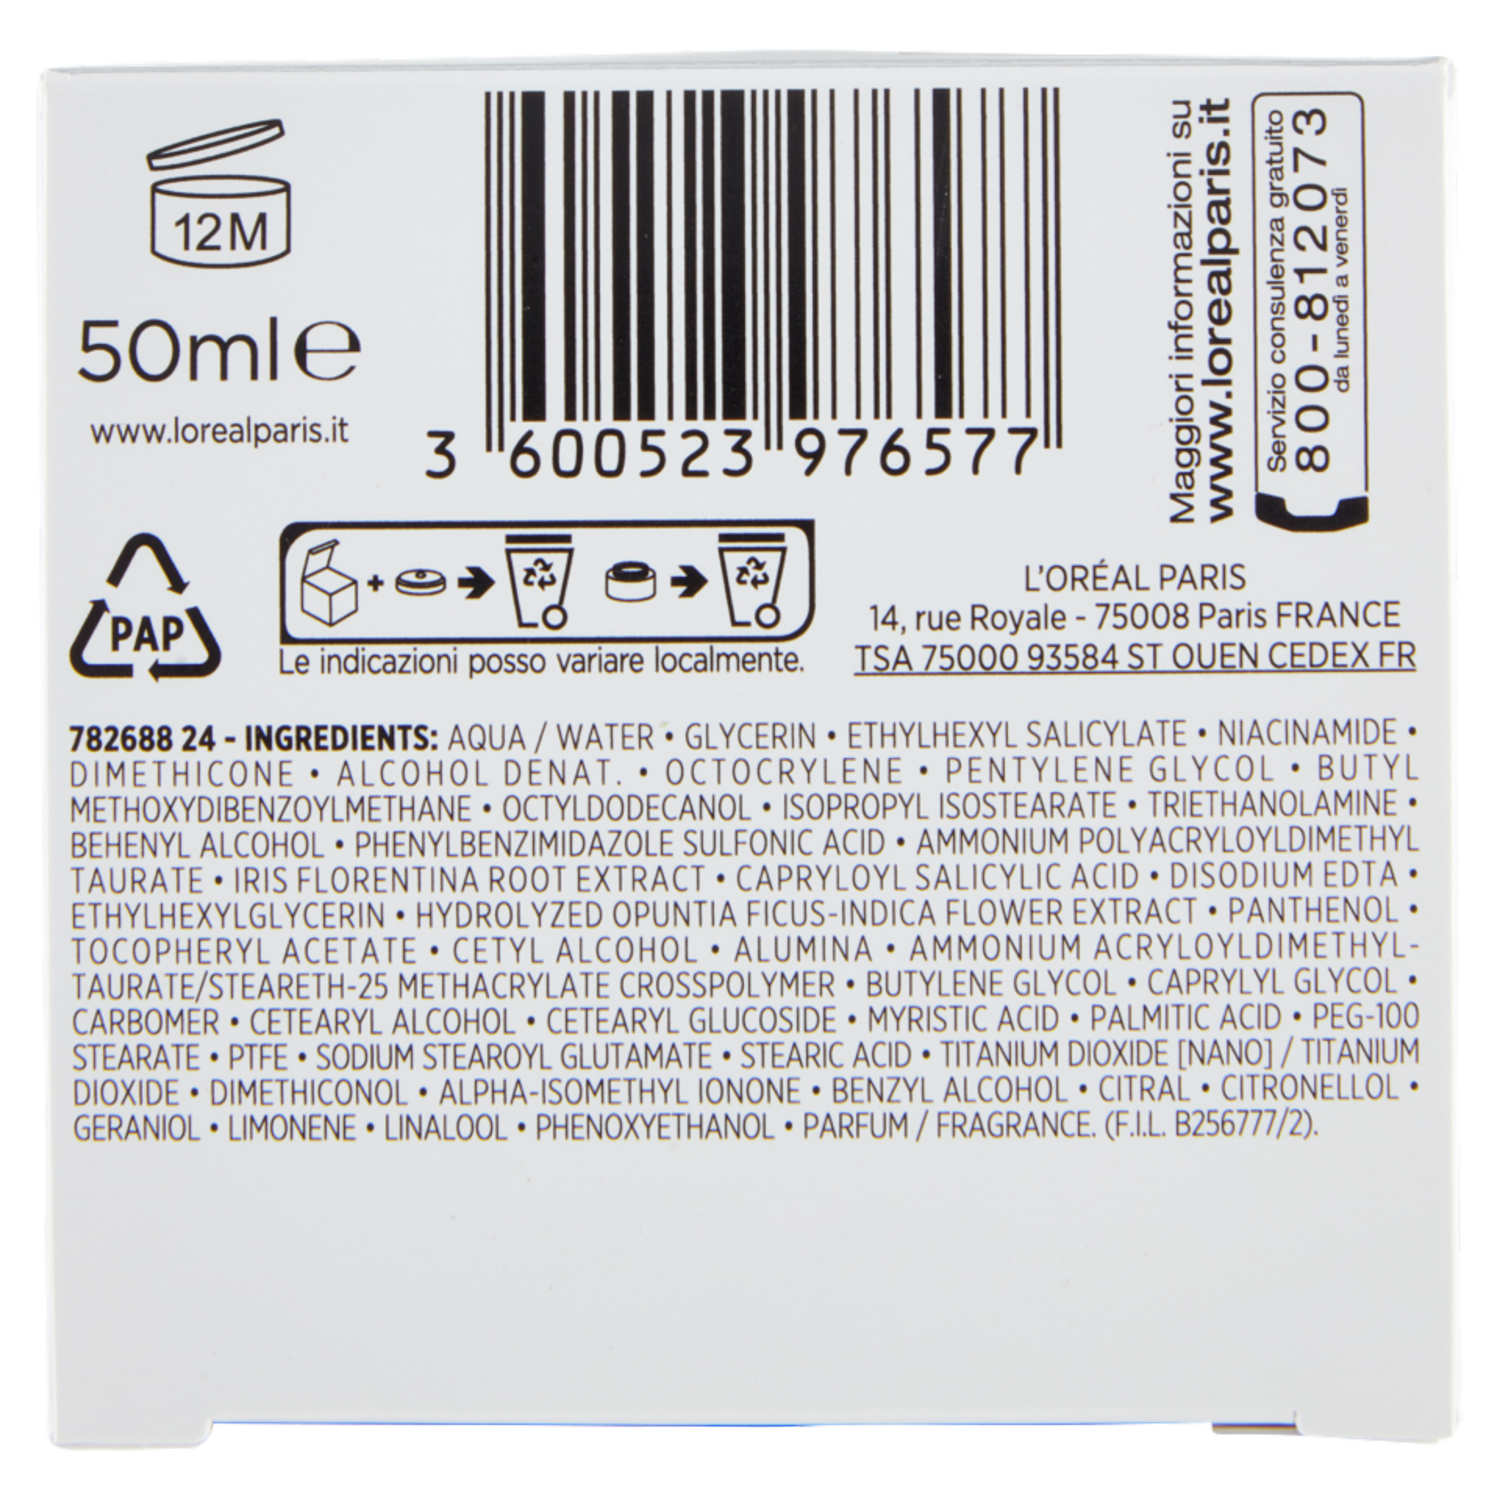 12M
50ml e
www.lorealparis.it
3 600523 976577
Maggiori informazioni su
www.lorealparis.it
Servizio consulenza gratuito
800-812073
da lunedì a venerdì
PAP
Le indicazioni posso variare localmente.
L'ORÉAL PARIS
14, rue Royale - 75008 Paris FRANCE
TSA 75000 93584 ST OUEN CEDEX FR
782688 24 - INGREDIENTS: AQUA / WATER • GLYCERIN • ETHYLHEXYL SALICYLATE • NIACINAMIDE •
DIMETHICONE • ALCOHOL DENAT. • OCTOCRYLENE • PENTYLENE GLYCOL • BUTYL
METHOXYDIBENZOYLMETHANE • OCTYLDODECANOL • ISOPROPYL ISOSTEARATE • TRIETHANOLAMINE •
BEHENYL ALCOHOL • PHENYLBENZIMIDAZOLE SULFONIC ACID • AMMONIUM POLYACRYLOYLDIMETHYL
TAURATE • IRIS FLORENTINA ROOT EXTRACT • CAPRYLOYL SALICYLIC ACID • DISODIUM EDTA •
ETHYLHEXYLGLYCERIN • HYDROLYZED OPUNTIA FICUS-INDICA FLOWER EXTRACT • PANTHENOL •
TOCOPHERYL ACETATE • CETYL ALCOHOL • ALUMINA • AMMONIUM ACRYLOYLDIMETHYL-
TAURATE/STEARETH-25 METHACRYLATE CROSSPOLYMER • BUTYLENE GLYCOL • CAPRYLYL GLYCOL •
CARBOMER • CETEARYL ALCOHOL • CETEARYL GLUCOSIDE • MYRISTIC ACID • PALMITIC ACID • PEG-100
STEARATE • PTFE • SODIUM STEAROYL GLUTAMATE • STEARIC ACID • TITANIUM DIOXIDE [NANO] / TITANIUM
DIOXIDE • DIMETHICONOL • ALPHA-ISOMETHYL IONONE • BENZYL ALCOHOL • CITRAL • CITRONELLOL •
GERANIOL • LIMONENE • LINALOOL • PHENOXYETHANOL • PARFUM / FRAGRANCE. (F.I.L. B256777/2).